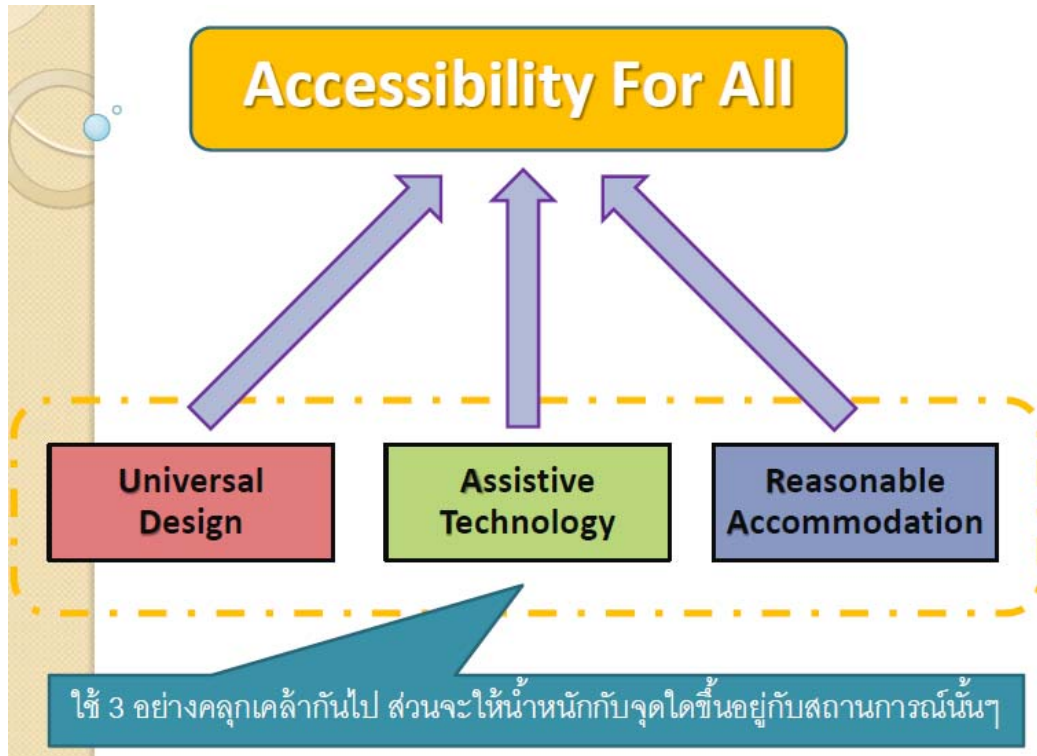 Accessibility For All
Universal
Design
Assistive
Technology
Reasonable
Accommodation
ใช้ 3 อย่างคลุกเคล้ากันไป ส่วนจะให้น้ำหนักกับจุดใดขึ้นอยู่กับสถานการณ์นั้นๆ